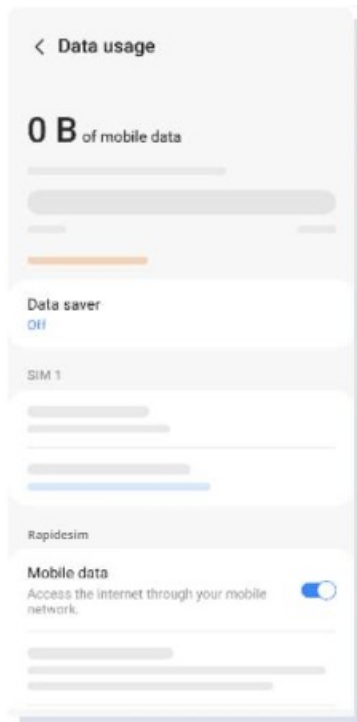 Data usage
0 B of mobile data
Data saver
Off
SIM 1
Rapidesim
Mobile data
Access the internet through your mobile
network.